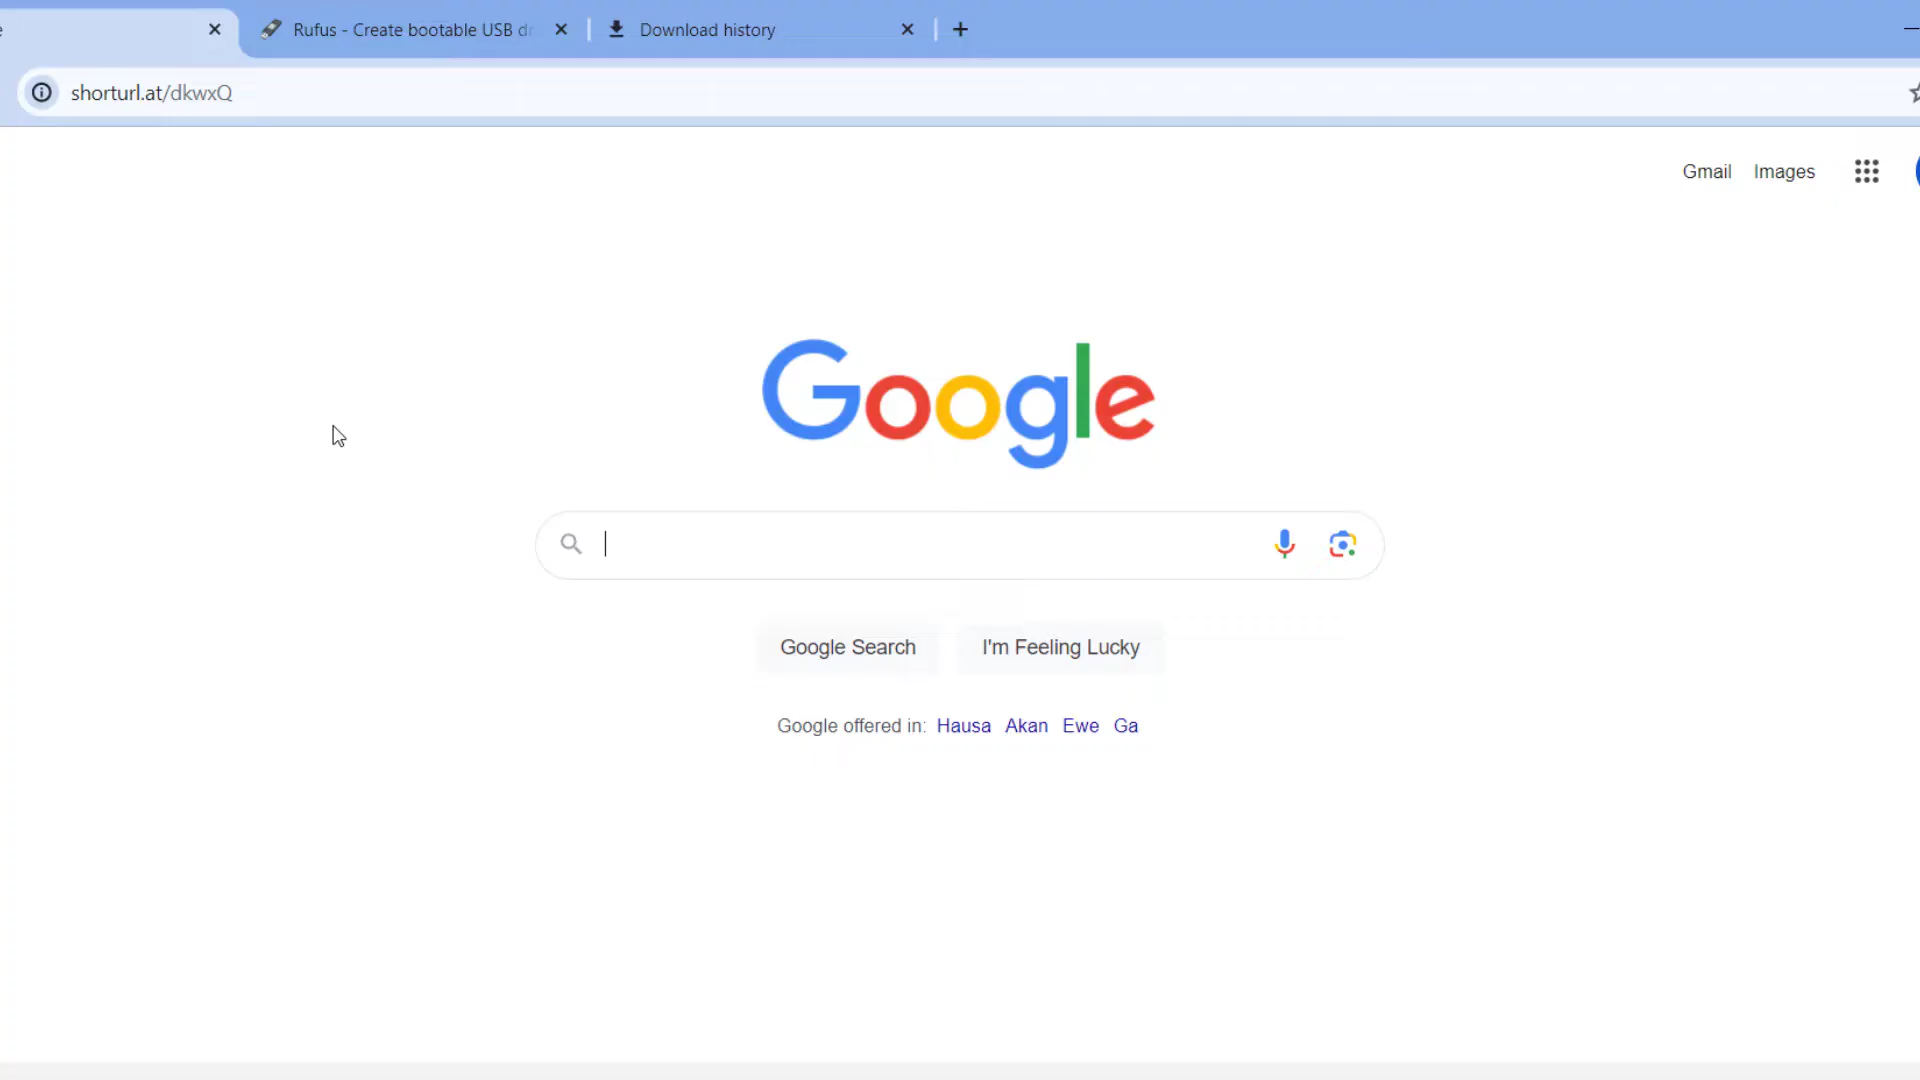 Rufus - Create bootable USB dr
Download history
shorturl.at/dkwxQ
Gmail Images
Google
Google Search I'm Feeling Lucky
Google offered in: Hausa Akan Ewe Ga